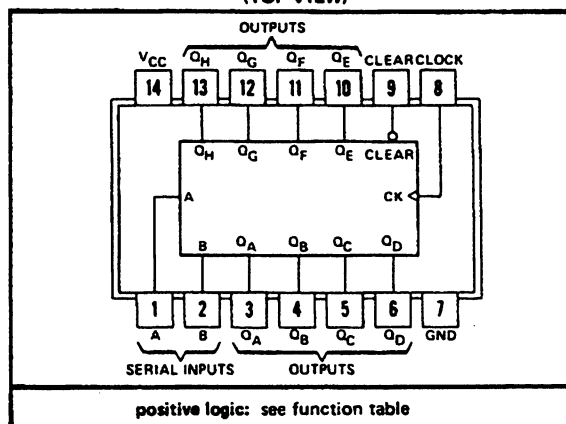 (TOP VIEW)
OUTPUTS
VCC QH QG QF QE CLEAR CLOCK
14 13 12 11 10 9 8
QH QG QF QE CLEAR
A CK
B QA QB QC QD
1 2 3 4 5 6 7
A B QA QB QC QD GND
SERIAL INPUTS OUTPUTS
positive logic: see function table